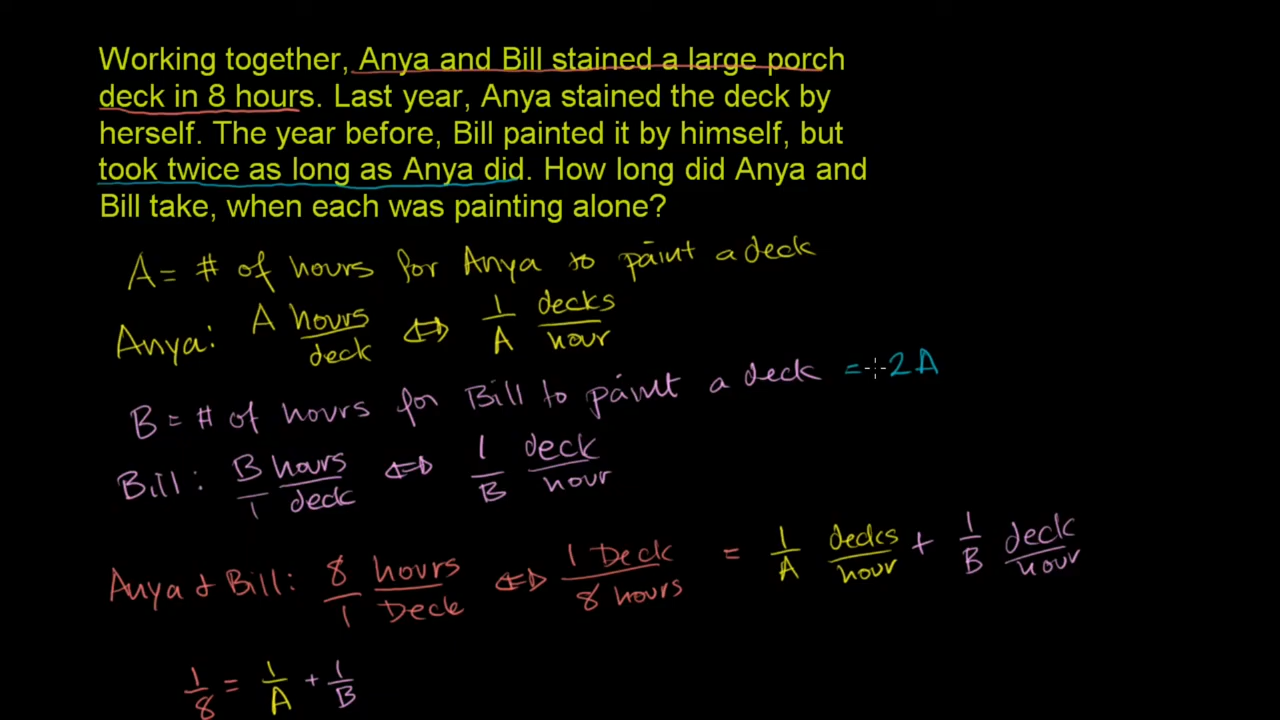 Working together, Anya and Bill stained a large porch
deck in 8 hours. Last year, Anya stained the deck by
herself. The year before, Bill painted it by himself, but
took twice as long as Anya did. How long did Anya and
Bill take, when each was painting alone?
A = # of hours for Anya to paint a deck
Anya: A hours/deck ⇔ 1/A decks/hour
B = # of hours for Bill to paint a deck = 2A
Bill: B/1 hours/deck ⇔ 1/B deck/hour
Anya + Bill: 8/1 hours/Deck ⇔ 1 Deck/8 hours = 1/A decks/hour + 1/B deck/hour
1/8 = 1/A + 1/B